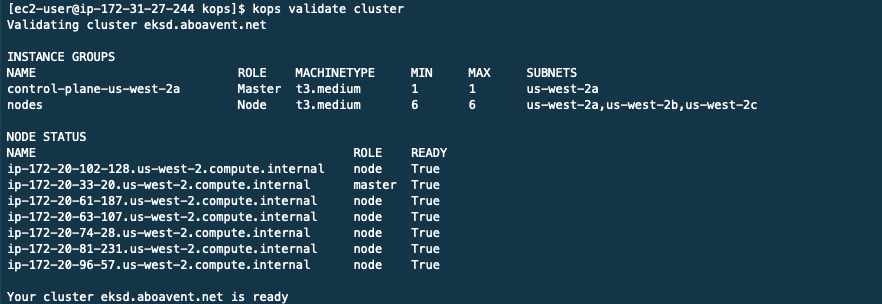 [ec2-user@ip-172-31-27-244 kops]$ kops validate cluster
Validating cluster eksd.aboavent.net
INSTANCE GROUPS
NAME ROLE MACHINETYPE MIN MAX SUBNETS
control-plane-us-west-2a Master t3.medium 1 1 us-west-2a
nodes Node t3.medium 6 6 us-west-2a,us-west-2b,us-west-2c
NODE STATUS
NAME ROLE READY
ip-172-20-102-128.us-west-2.compute.internal node True
ip-172-20-33-20.us-west-2.compute.internal master True
ip-172-20-61-187.us-west-2.compute.internal node True
ip-172-20-63-107.us-west-2.compute.internal node True
ip-172-20-74-28.us-west-2.compute.internal node True
ip-172-20-81-231.us-west-2.compute.internal node True
ip-172-20-96-57.us-west-2.compute.internal node True
Your cluster eksd.aboavent.net is ready